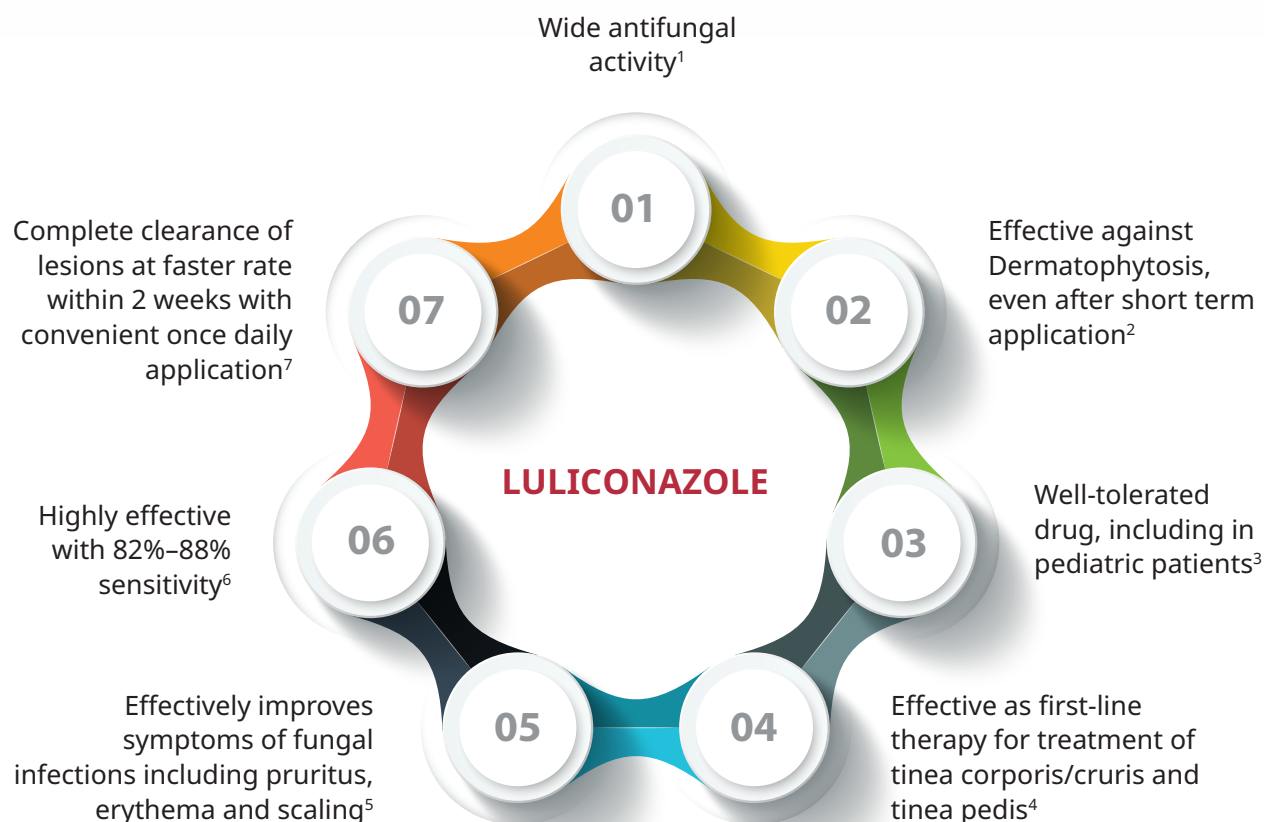 Wide antifungal
activity¹
01
Effective against
Dermatophytosis,
even after short term
application²
02
Well-tolerated
drug, including in
pediatric patients³
03
Effective as first-line
therapy for treatment of
tinea corporis/cruris and
tinea pedis⁴
04
Effectively improves
symptoms of fungal
infections including pruritus,
erythema and scaling⁵
05
Highly effective
with 82%–88%
sensitivity⁶
06
Complete clearance of
lesions at faster rate
within 2 weeks with
convenient once daily
application⁷
07
LULICONAZOLE